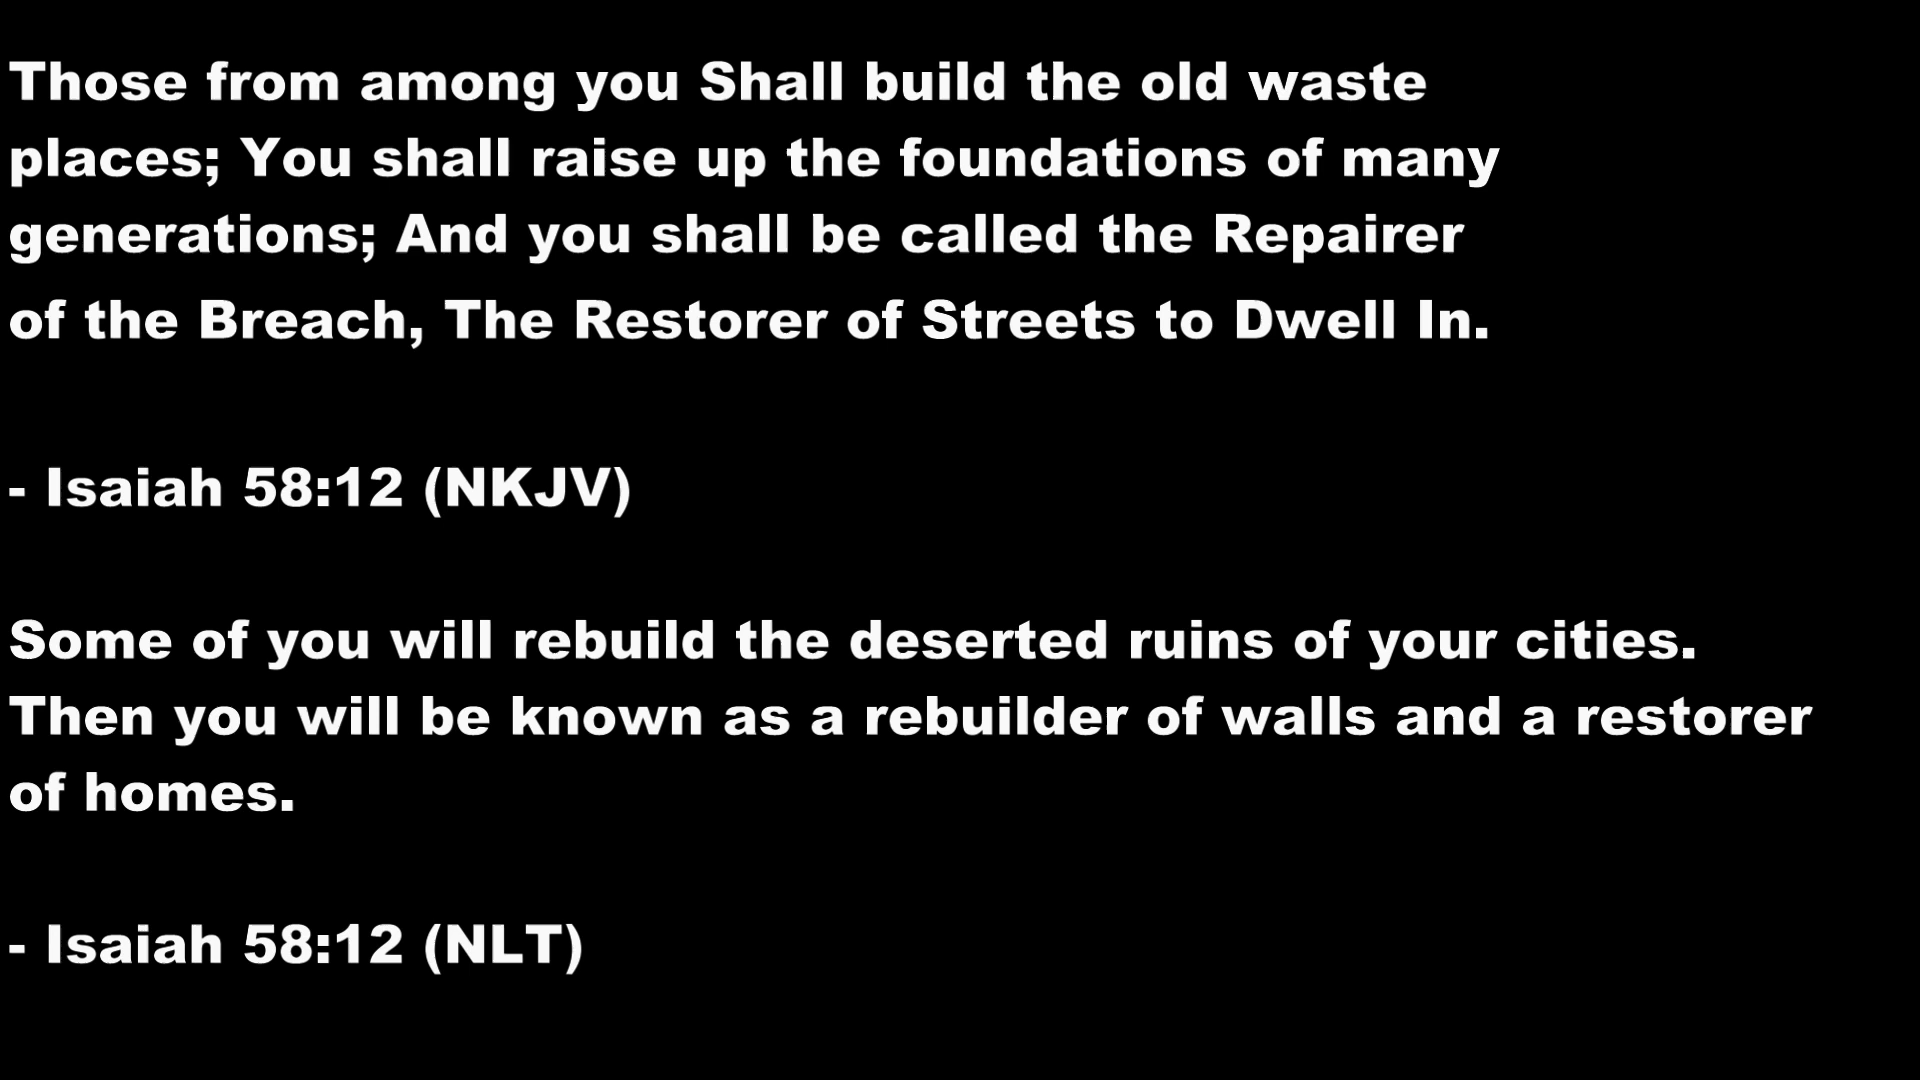 Those from among you Shall build the old waste
places; You shall raise up the foundations of many
generations; And you shall be called the Repairer
of the Breach, The Restorer of Streets to Dwell In.
- Isaiah 58:12 (NKJV)
Some of you will rebuild the deserted ruins of your cities.
Then you will be known as a rebuilder of walls and a restorer
of homes.
- Isaiah 58:12 (NLT)